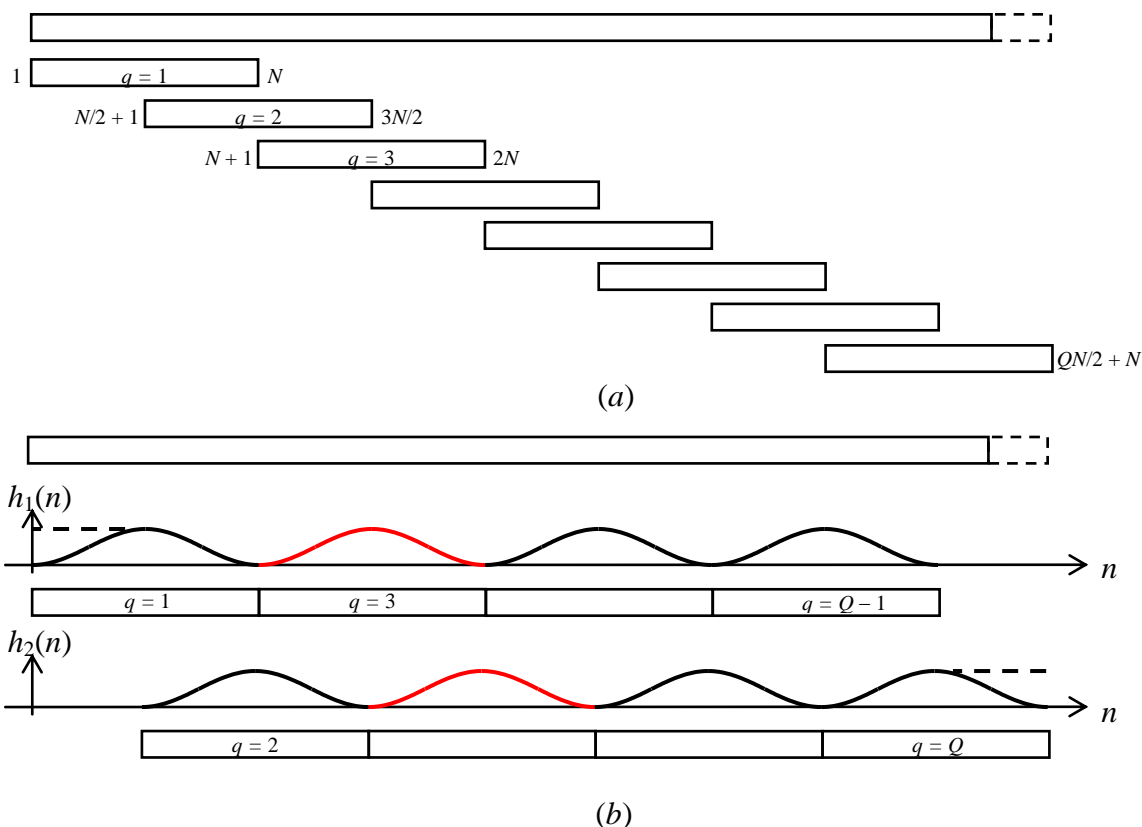 1 q = 1 N
N/2 + 1 q = 2 3N/2
N + 1 q = 3 2N
QN/2 + N
(a)
h₁(n)
n
q = 1 q = 3 q = Q – 1
h₂(n)
n
q = 2 q = Q
(b)